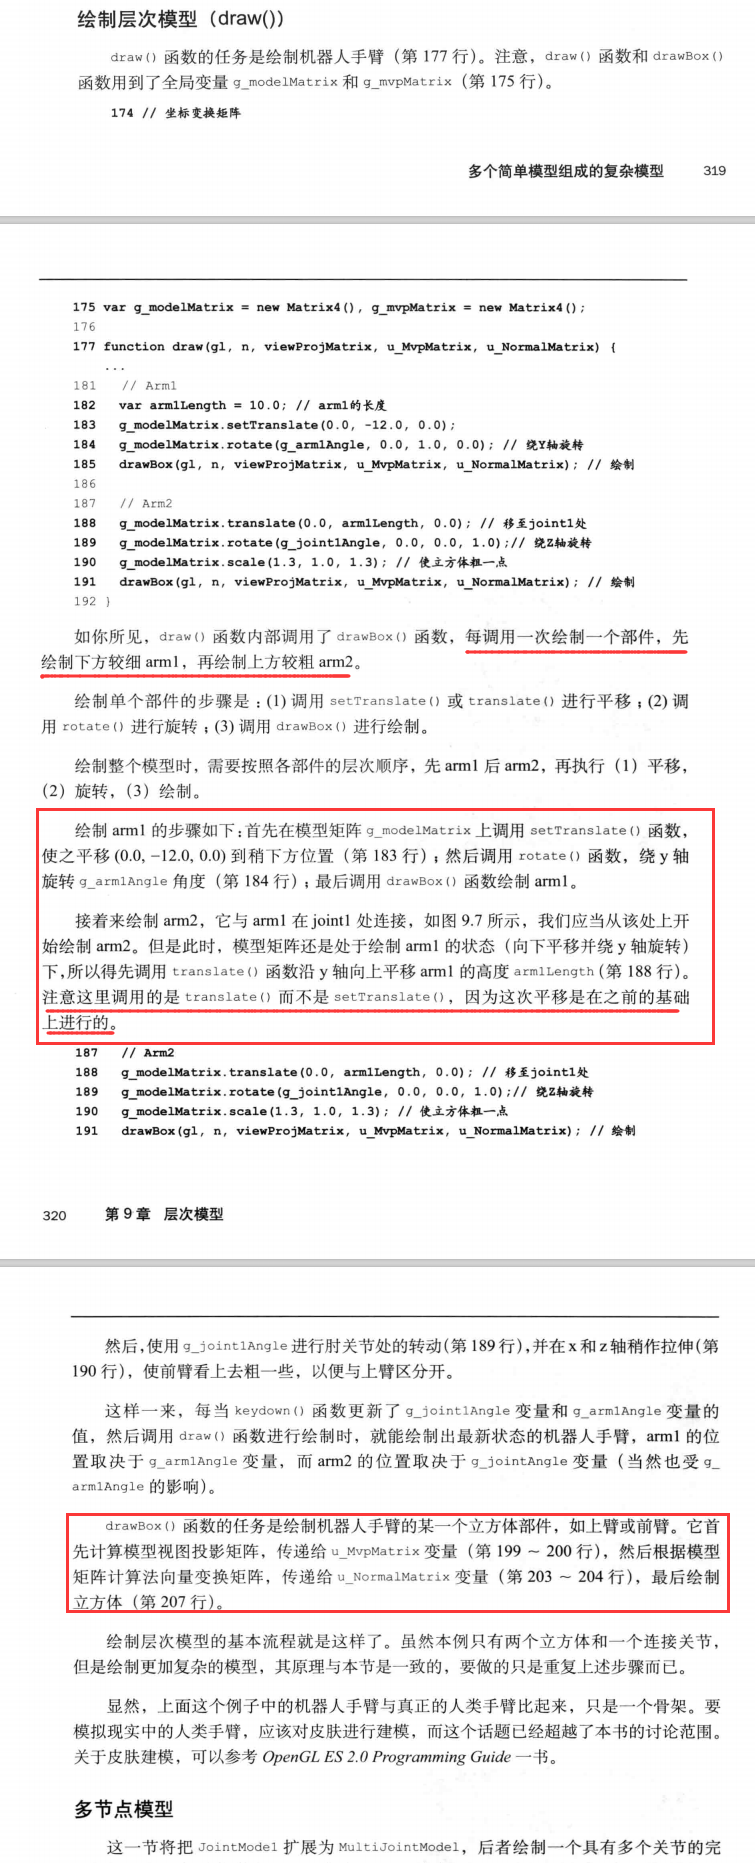 绘制层次模型（draw()）
draw() 函数的任务是绘制机器人手臂（第 177 行）。注意，draw() 函数和 drawBox()
函数用到了全局变量 g_modelMatrix 和 g_mvpMatrix（第 175 行）。
174 // 坐标变换矩阵
多个简单模型组成的复杂模型 319
175 var g_modelMatrix = new Matrix4(), g_mvpMatrix = new Matrix4();
176
177 function draw(gl, n, viewProjMatrix, u_MvpMatrix, u_NormalMatrix) {
...
181 // Arm1
182 var arm1Length = 10.0; // arm1的长度
183 g_modelMatrix.setTranslate(0.0, -12.0, 0.0);
184 g_modelMatrix.rotate(g_arm1Angle, 0.0, 1.0, 0.0); // 绕Y轴旋转
185 drawBox(gl, n, viewProjMatrix, u_MvpMatrix, u_NormalMatrix); // 绘制
186
187 // Arm2
188 g_modelMatrix.translate(0.0, arm1Length, 0.0); // 移至joint1处
189 g_modelMatrix.rotate(g_joint1Angle, 0.0, 0.0, 1.0);// 绕Z轴旋转
190 g_modelMatrix.scale(1.3, 1.0, 1.3); // 使立方体粗一点
191 drawBox(gl, n, viewProjMatrix, u_MvpMatrix, u_NormalMatrix); // 绘制
192 }
如你所见，draw() 函数内部调用了 drawBox() 函数，每调用一次绘制一个部件，先
绘制下方较细 arm1，再绘制上方较粗 arm2。
绘制单个部件的步骤是：(1) 调用 setTranslate() 或 translate() 进行平移；(2) 调
用 rotate() 进行旋转；(3) 调用 drawBox() 进行绘制。
绘制整个模型时，需要按照各部件的层次顺序，先 arm1 后 arm2，再执行（1）平移，
（2）旋转，（3）绘制。
绘制 arm1 的步骤如下：首先在模型矩阵 g_modelMatrix 上调用 setTranslate() 函数，
使之平移 (0.0, −12.0, 0.0) 到稍下方位置（第 183 行）；然后调用 rotate() 函数，绕 y 轴
旋转 g_arm1Angle 角度（第 184 行）；最后调用 drawBox() 函数绘制 arm1。
接着来绘制 arm2，它与 arm1 在 joint1 处连接，如图 9.7 所示，我们应当从该处上开
始绘制 arm2。但是此时，模型矩阵还是处于绘制 arm1 的状态（向下平移并绕 y 轴旋转）
下，所以得先调用 translate() 函数沿 y 轴向上平移 arm1 的高度 arm1Length（第 188 行）。
注意这里调用的是 translate() 而不是 setTranslate()，因为这次平移是在之前的基础
上进行的。
187 // Arm2
188 g_modelMatrix.translate(0.0, arm1Length, 0.0); // 移至joint1处
189 g_modelMatrix.rotate(g_joint1Angle, 0.0, 0.0, 1.0);// 绕Z轴旋转
190 g_modelMatrix.scale(1.3, 1.0, 1.3); // 使立方体粗一点
191 drawBox(gl, n, viewProjMatrix, u_MvpMatrix, u_NormalMatrix); // 绘制
320 第 9 章 层次模型
然后，使用 g_joint1Angle 进行肘关节处的转动（第 189 行），并在 x 和 z 轴稍作拉伸（第
190 行），使前臂看上去粗一些，以便与上臂区分开。
这样一来，每当 keydown() 函数更新了 g_joint1Angle 变量和 g_arm1Angle 变量的
值，然后调用 draw() 函数进行绘制时，就能绘制出最新状态的机器人手臂，arm1 的位
置取决于 g_arm1Angle 变量，而 arm2 的位置取决于 g_jointAngle 变量（当然也受 g_
arm1Angle 的影响）。
drawBox() 函数的任务是绘制机器人手臂的某一个立方体部件，如上臂或前臂。它首
先计算模型视图投影矩阵，传递给 u_MvpMatrix 变量（第 199 ～ 200 行），然后根据模型
矩阵计算法向量变换矩阵，传递给 u_NormalMatrix 变量（第 203 ～ 204 行），最后绘制
立方体（第 207 行）。
绘制层次模型的基本流程就是这样了。虽然本例只有两个立方体和一个连接关节，
但是绘制更加复杂的模型，其原理与本节是一致的，要做的只是重复上述步骤而已。
显然，上面这个例子中的机器人手臂与真正的人类手臂比起来，只是一个骨架。要
模拟现实中的人类手臂，应该对皮肤进行建模，而这个话题已经超越了本书的讨论范围。
关于皮肤建模，可以参考 OpenGL ES 2.0 Programming Guide 一书。
多节点模型
这一节将把 JointModel 扩展为 MultiJointModel，后者绘制一个具有多个关节的完